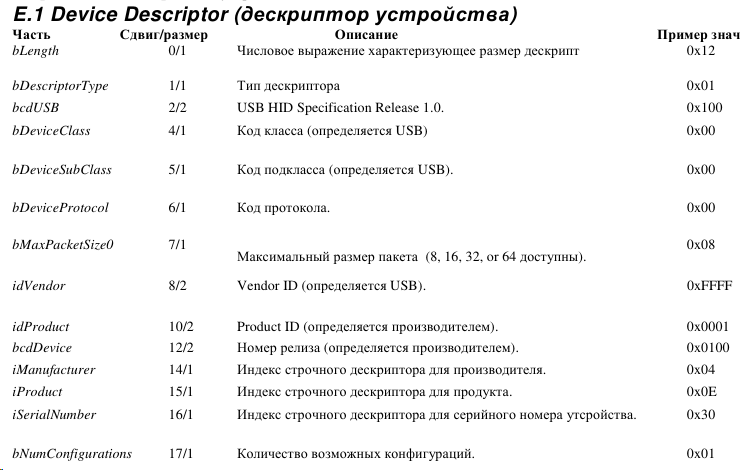 E.1 Device Descriptor (дескриптор устройства)
Часть Сдвиг/размер Описание Пример знач
bLength 0/1 Числовое выражение характеризующее размер дескрипт 0x12
bDescriptorType 1/1 Тип дескриптора 0x01
bcdUSB 2/2 USB HID Specification Release 1.0. 0x100
bDeviceClass 4/1 Код класса (определяется USB) 0x00
bDeviceSubClass 5/1 Код подкласса (определяется USB). 0x00
bDeviceProtocol 6/1 Код протокола. 0x00
bMaxPacketSize0 7/1 Максимальный размер пакета (8, 16, 32, or 64 доступны). 0x08
idVendor 8/2 Vendor ID (определяется USB). 0xFFFF
idProduct 10/2 Product ID (определяется производителем). 0x0001
bcdDevice 12/2 Номер релиза (определяется производителем). 0x0100
iManufacturer 14/1 Индекс строчного дескриптора для производителя. 0x04
iProduct 15/1 Индекс строчного дескриптора для продукта. 0x0E
iSerialNumber 16/1 Индекс строчного дескриптора для серийного номера утсройства. 0x30
bNumConfigurations 17/1 Количество возможных конфигураций. 0x01